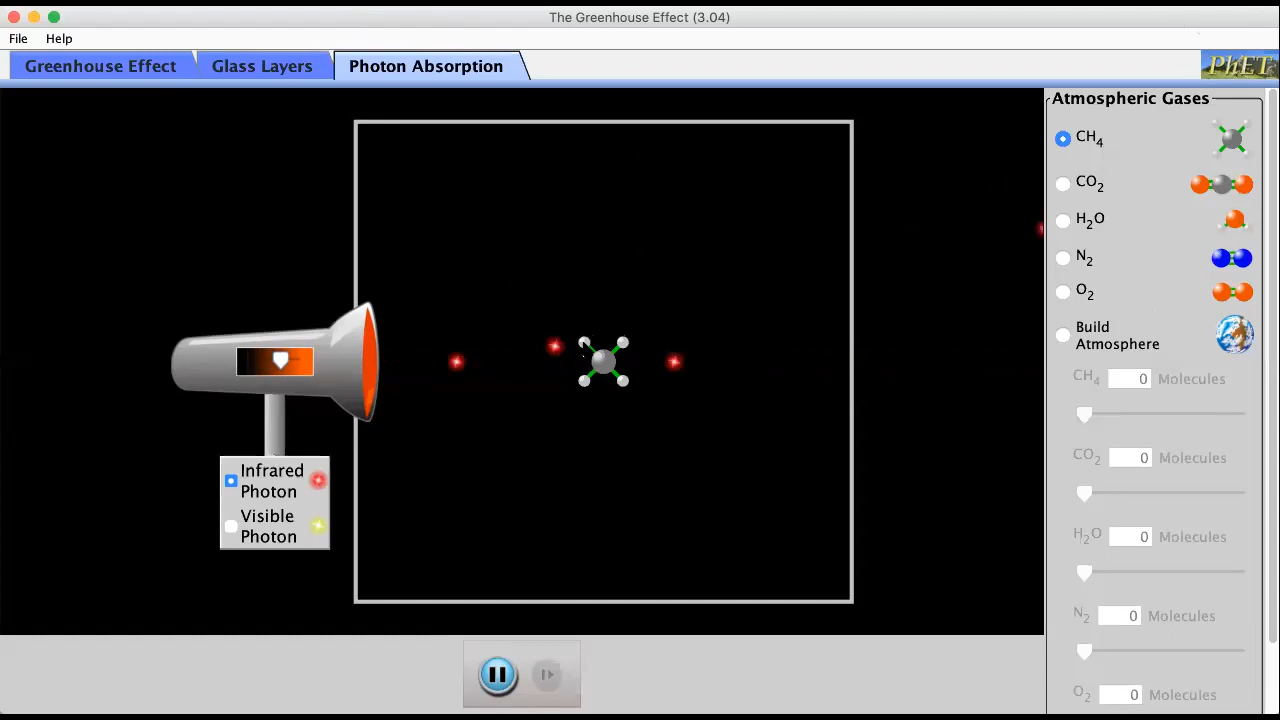 The Greenhouse Effect (3.04)
File Help
Greenhouse Effect Glass Layers Photon Absorption
PhET
Atmospheric Gases
CH4
CO2
H2O
N2
O2
Build
Atmosphere
CH4 0 Molecules
CO2 0 Molecules
H2O 0 Molecules
N2 0 Molecules
O2 0 Molecules
Infrared
Photon
Visible
Photon